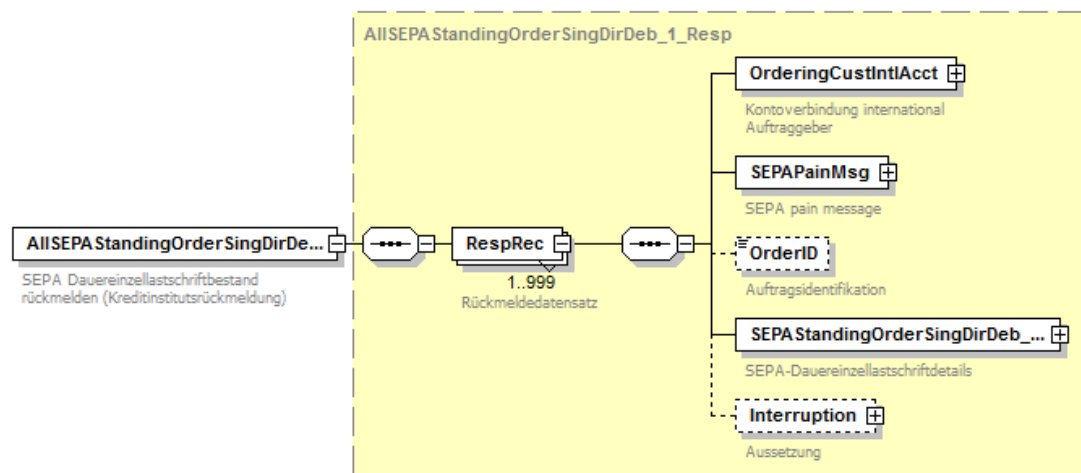 AllSEPAStandingOrderSingDirDeb_1_Resp
OrderingCustIntlAcct
Kontoverbindung international
Auftraggeber
SEPAPainMsg
SEPA pain message
AllSEPAStandingOrderSingDirDe...
SEPA Dauereinzellastschriftbestand
rückmelden (Kreditinstitutsrückmeldung)
RespRec
1..999
Rückmeldedatensatz
OrderID
Auftragsidentifikation
SEPAStandingOrderSingDirDeb_...
SEPA-Dauereinzellastschriftdetails
Interruption
Aussetzung